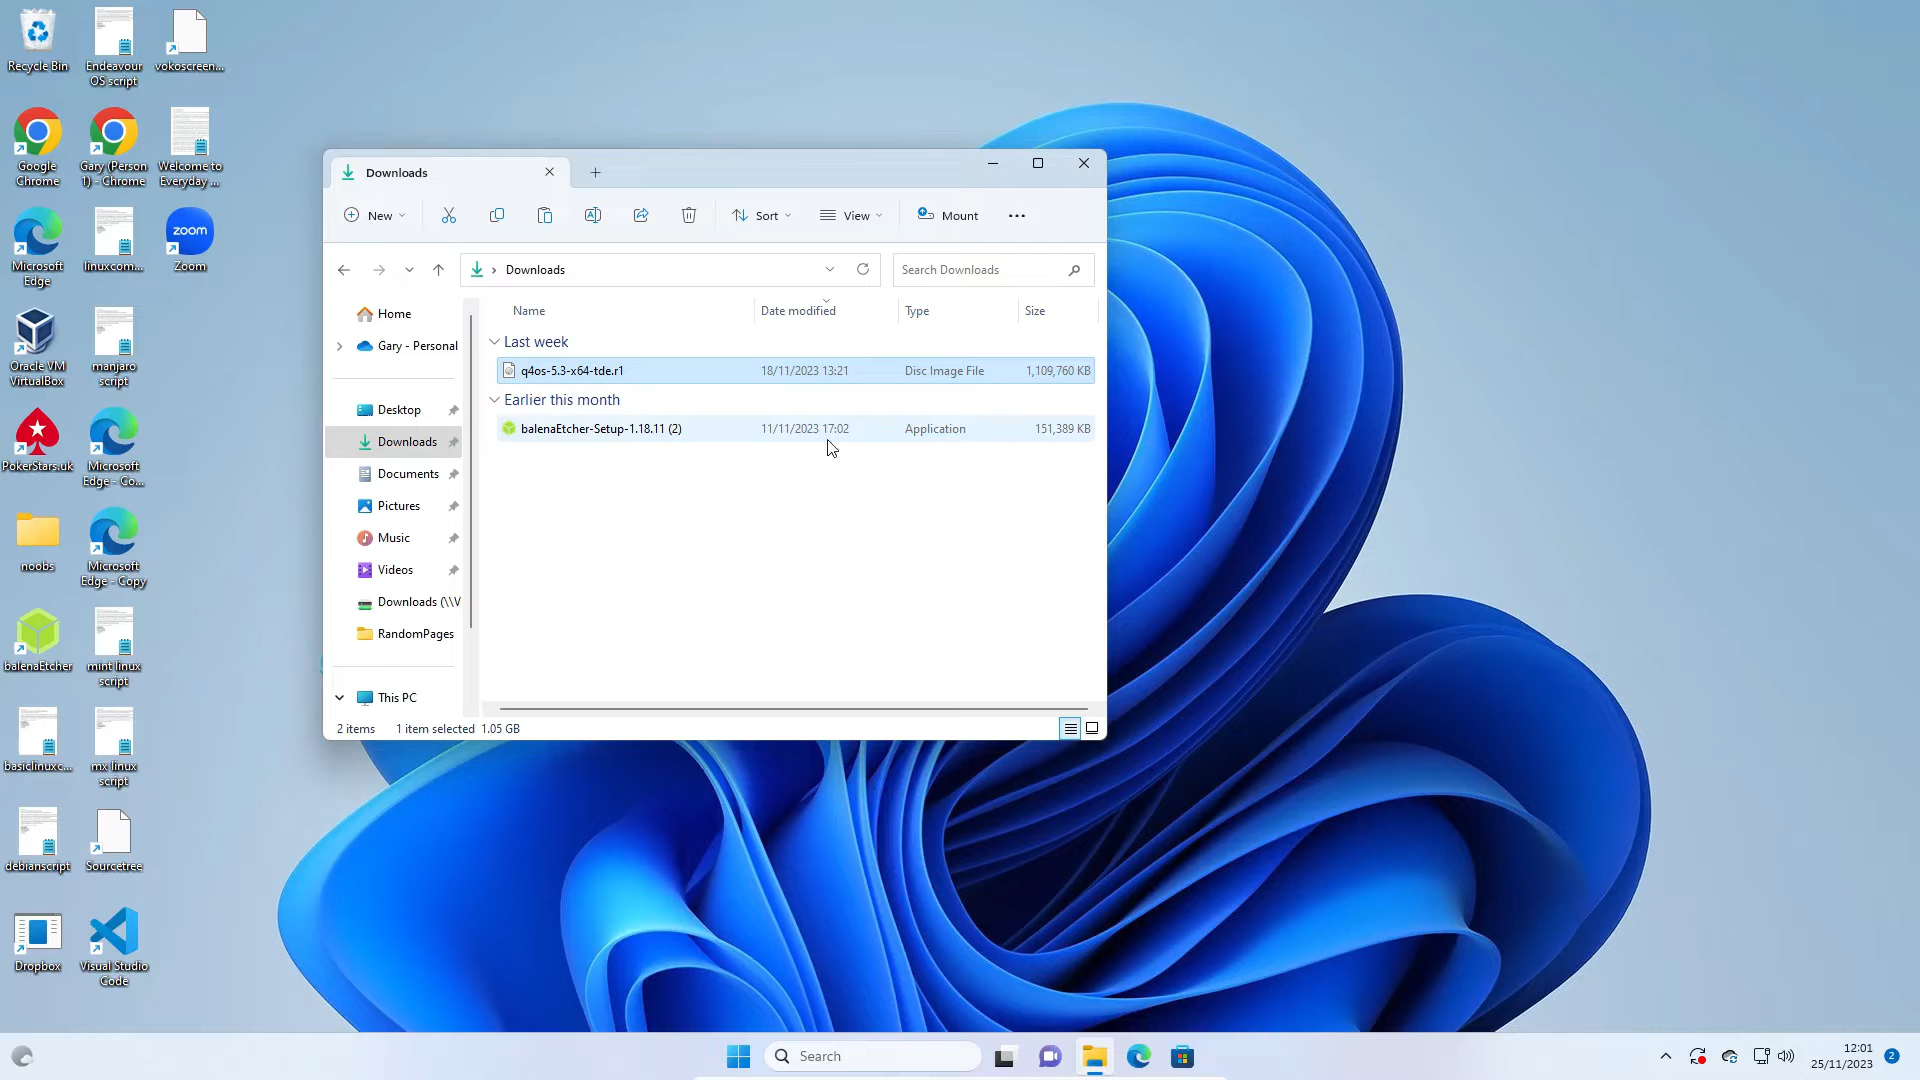 Recycle Bin
Endeavour
OS script
vokoscreen...
Google
Chrome
Gary (Person
1) - Chrome
Welcome to
Everyday ...
Microsoft
Edge
linuxcom...
zoom
Zoom
Oracle VM
VirtualBox
manjaro
script
PokerStars.uk
Microsoft
Edge - Co...
noobs
Microsoft
Edge - Copy
balenaEtcher
mint linux
script
basiclinuxc...
mx linux
script
debianscript
Sourcetree
Dropbox
Visual Studio
Code
Downloads
New
Sort
View
Mount
Downloads
Search Downloads
Home
Gary - Personal
Desktop
Downloads
Documents
Pictures
Music
Videos
Downloads (\\V
RandomPages
This PC
Name Date modified Type Size
Last week
q4os-5.3-x64-tde.r1 18/11/2023 13:21 Disc Image File 1,109,760 KB
Earlier this month
balenaEtcher-Setup-1.18.11 (2) 11/11/2023 17:02 Application 151,389 KB
2 items 1 item selected 1.05 GB
Search
12:01
25/11/2023
2